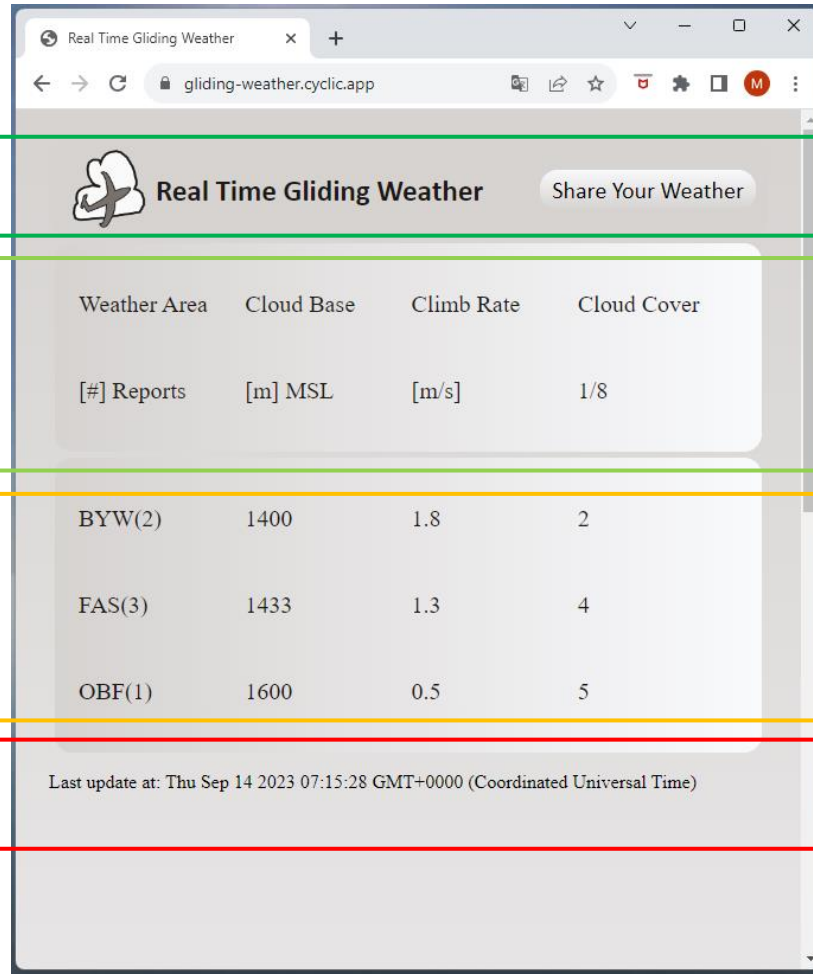 Real Time Gliding Weather
gliding-weather.cyclic.app
M
Real Time Gliding Weather Share Your Weather
Weather Area Cloud Base Climb Rate Cloud Cover
[#] Reports [m] MSL [m/s] 1/8
BYW(2) 1400 1.8 2
FAS(3) 1433 1.3 4
OBF(1) 1600 0.5 5
Last update at: Thu Sep 14 2023 07:15:28 GMT+0000 (Coordinated Universal Time)